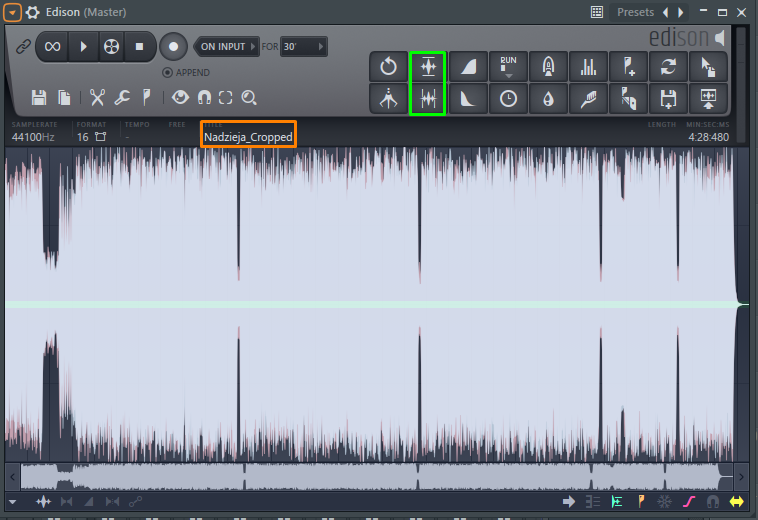 Edison (Master)
Presets
ON INPUT
FOR
30'
edison
APPEND
RUN
SAMPLERATE
FORMAT
TEMPO
FREE
TITLE
LENGTH
MIN:SEC:MS
44100Hz
16
-
Nadzieja_Cropped
4:28:480